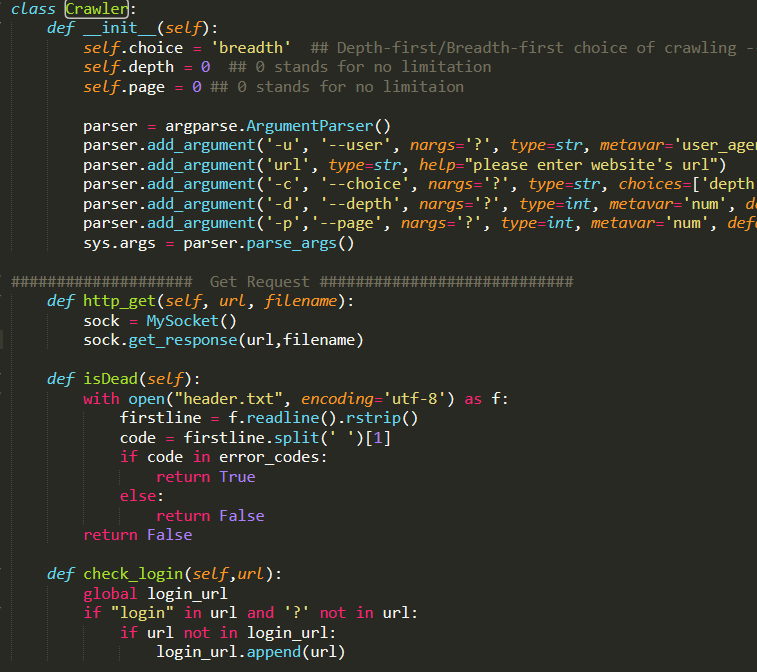 class Crawler:
    def __init__(self):
        self.choice = 'breadth'  ## Depth-first/Breadth-first choice of crawling -
        self.depth = 0  ## 0 stands for no limitation
        self.page = 0 ## 0 stands for no limitaion

        parser = argparse.ArgumentParser()
        parser.add_argument('-u', '--user', nargs='?', type=str, metavar='user_age
        parser.add_argument('url', type=str, help="please enter website's url")
        parser.add_argument('-c', '--choice', nargs='?', type=str, choices=['depth
        parser.add_argument('-d', '--depth', nargs='?', type=int, metavar='num', d
        parser.add_argument('-p','--page', nargs='?', type=int, metavar='num', def
        sys.args = parser.parse_args()

####################  Get Request ############################
    def http_get(self, url, filename):
        sock = MySocket()
        sock.get_response(url,filename)

    def isDead(self):
        with open("header.txt", encoding='utf-8') as f:
            firstline = f.readline().rstrip()
            code = firstline.split(' ')[1]
            if code in error_codes:
                return True
            else:
                return False
        return False

    def check_login(self,url):
        global login_url
        if "login" in url and '?' not in url:
            if url not in login_url:
                login_url.append(url)